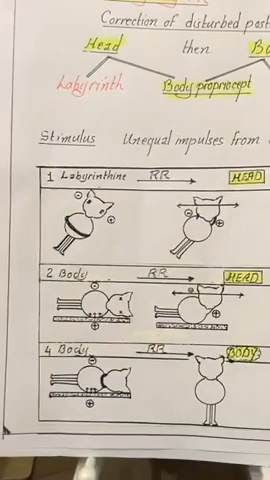 Correction of disturbed post
Head then Bo
Labyrinth Body propriocept
Stimulus Unequal impulses from
1 Labyrinthine RR HEAD
2 Body RR HEAD
4 Body RR BODY